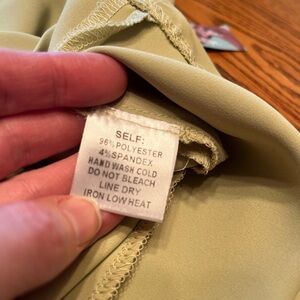 SELF:
96% POLYESTER
4% SPANDEX
HAND WASH COLD
DO NOT BLEACH
LINE DRY
IRON LOW HEAT